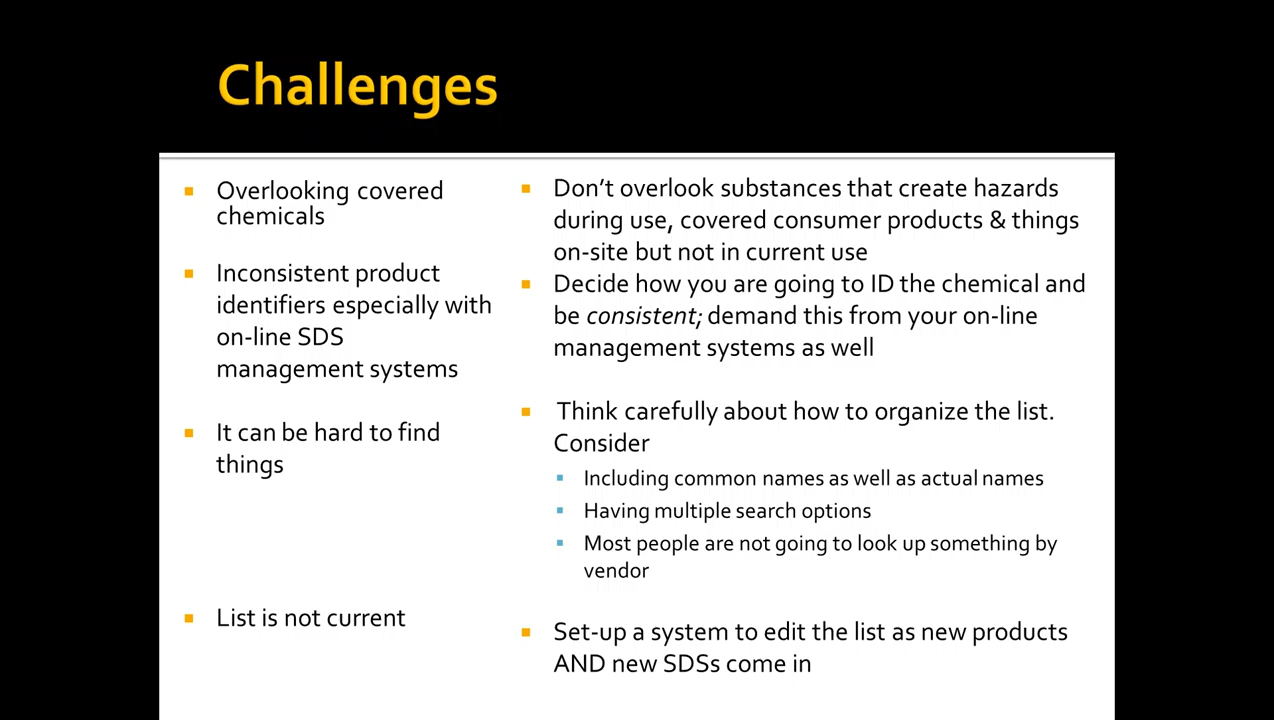 Challenges
Overlooking covered
chemicals
Inconsistent product
identifiers especially with
on-line SDS
management systems
It can be hard to find
things
List is not current
Don’t overlook substances that create hazards
during use, covered consumer products & things
on-site but not in current use
Decide how you are going to ID the chemical and
be consistent; demand this from your on-line
management systems as well
Think carefully about how to organize the list.
Consider
Including common names as well as actual names
Having multiple search options
Most people are not going to look up something by
vendor
Set-up a system to edit the list as new products
AND new SDSs come in